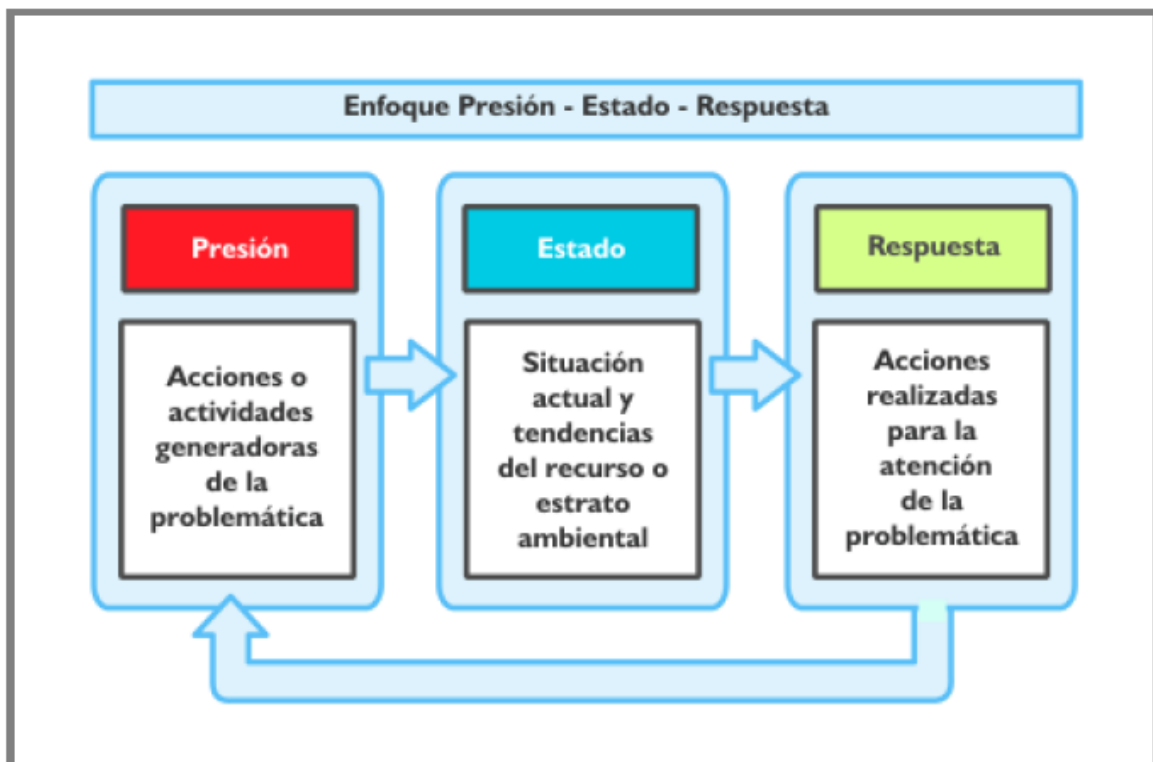 Enfoque Presión - Estado - Respuesta
Presión
Acciones o
actividades
generadoras
de la
problemática
Estado
Situación
actual y
tendencias
del recurso o
estrato
ambiental
Respuesta
Acciones
realizadas
para la
atención
de la
problemática